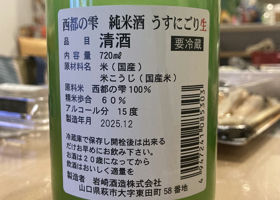 西都の雫 純米酒 うすにごり生
品目 清酒
要冷蔵
内容量 720㎖
原材料名 米(国産)
米こうじ(国産米)
原料米 西都の雫100%
精米歩合 60%
アルコール分 15度
製造年月 2025.12
冷蔵庫で保存し開栓後は出来る
だけお早めにお飲み下さい。
お酒は20歳になってから
飲酒はおいしく適量を
製造者 岩崎酒造株式会社
山口県萩市大字東田町58番地
4947241085303